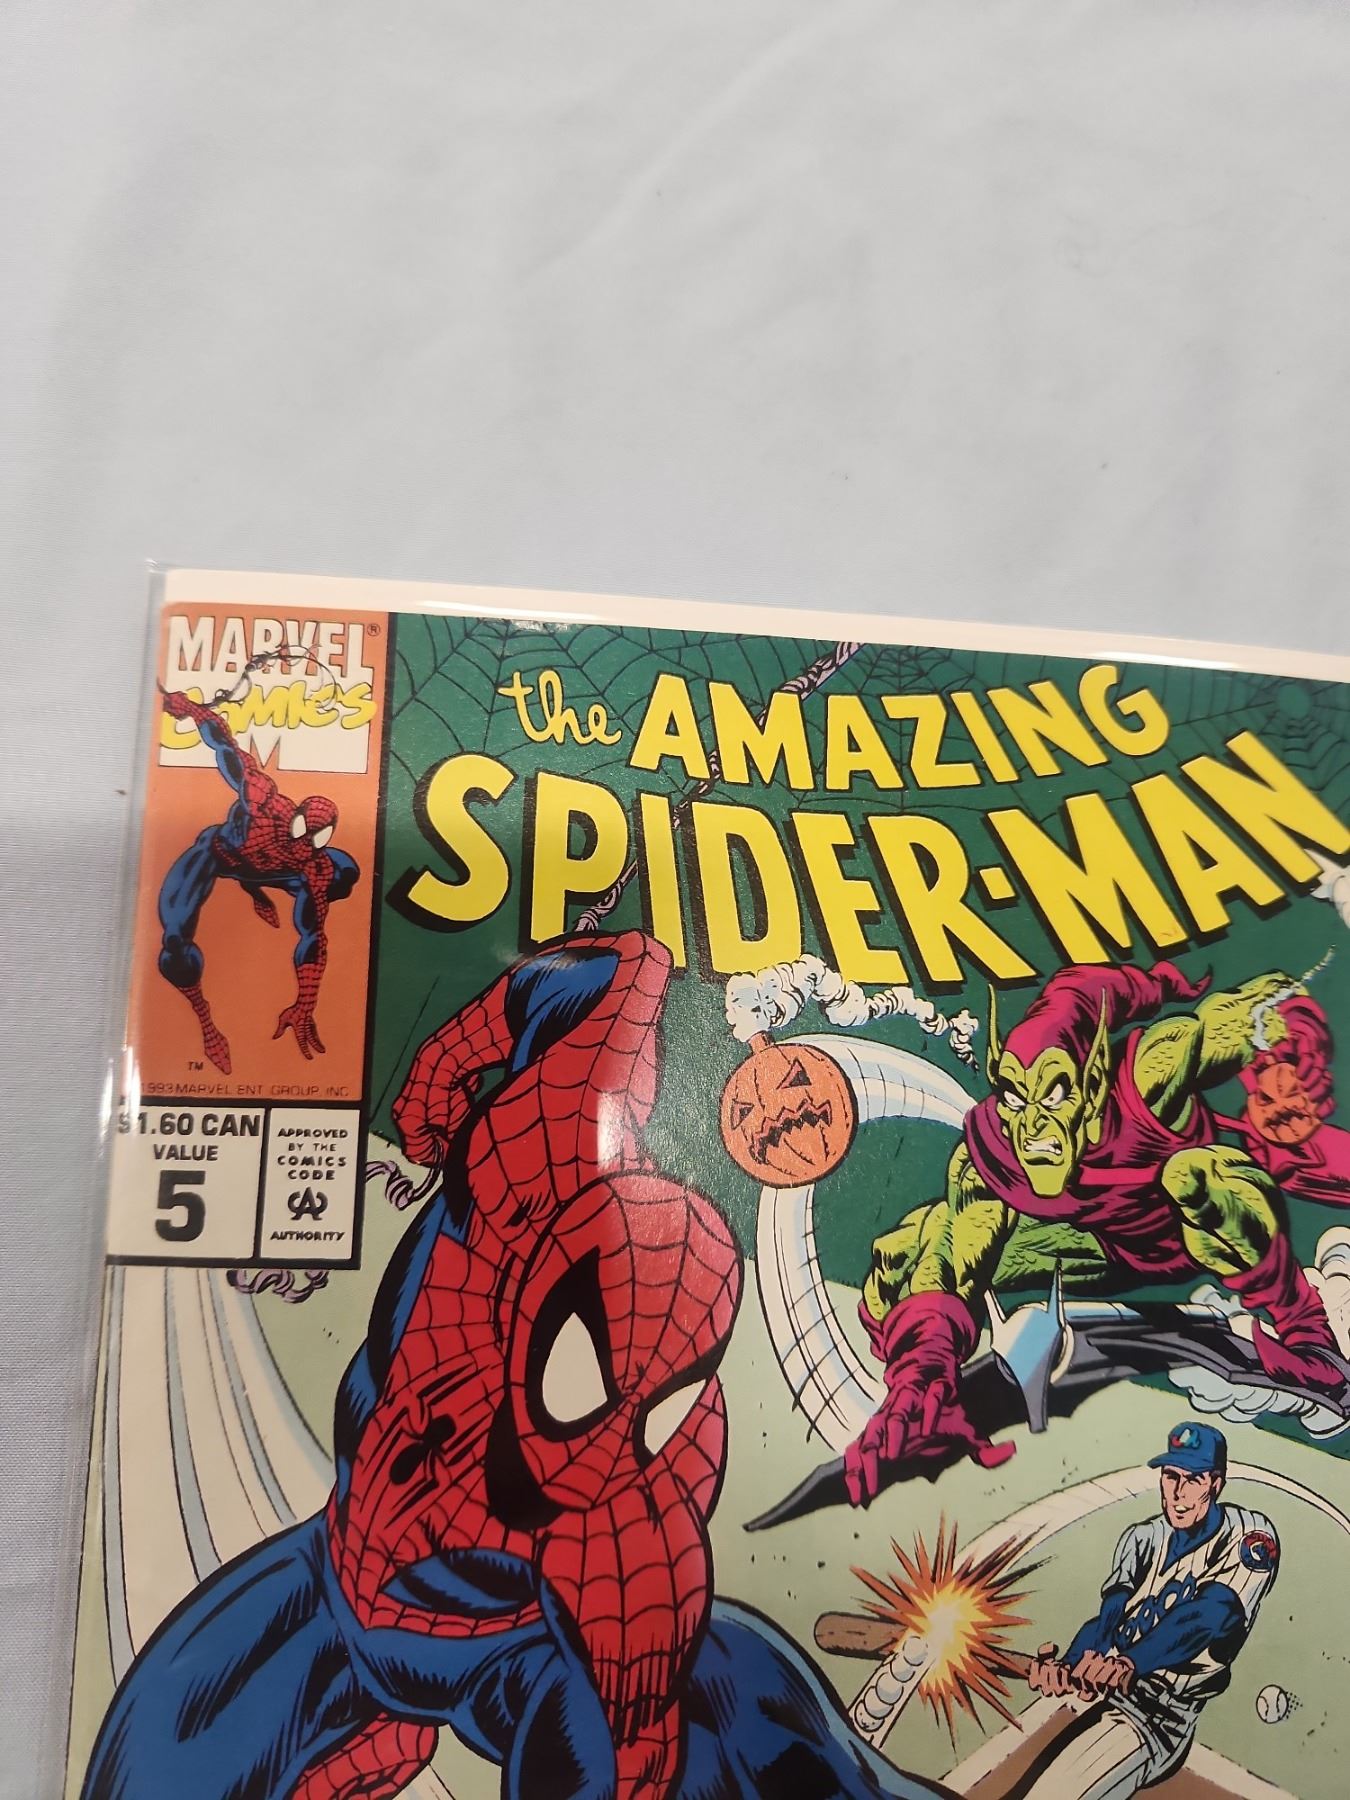 MARVEL®
COMICS
M
the AMAZING
SPIDER-MAN
TM
1993 MARVEL ENT. GROUP, INC.
$1.60 CAN
VALUE
5
APPROVED
BY THE
COMICS
CODE
CA
AUTHORITY